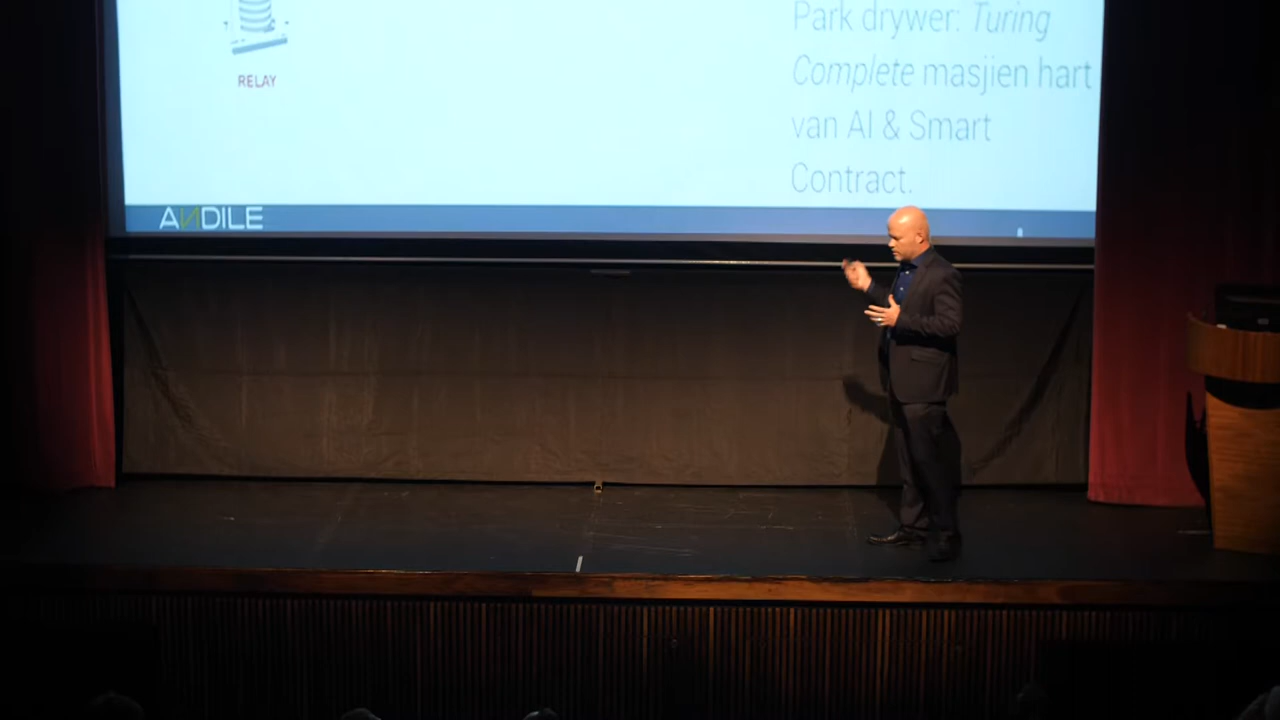 RELAY
Park drywer: Turing
Complete masjien hart
van AI & Smart
Contract.
ANDILE